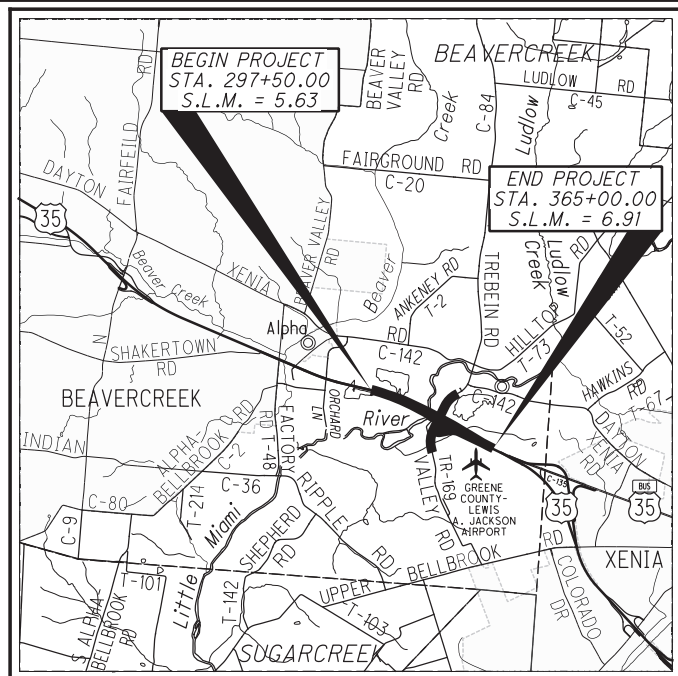 BEGIN PROJECT
STA. 297+50.00
S.L.M. = 5.63
BEAVERCREEK
BEAVER
VALLEY
RD
Creek
C-84
Ludlow
LUDLOW RD
C-45
RD
FAIRFEILD
DAYTON
35
FAIRGROUND RD
C-20
END PROJECT
STA. 365+00.00
S.L.M. = 6.91
Beaver Creek
XENIA
BEAVER VALLEY
RD
Beaver
ANKENEY RD
T-2
TREBEIN RD
Ludlow
Creek
RD
HILLTOP
T-73
T-52
Alpha
RD
C-142
N
SHAKERTOWN
RD
HAWKINS
RD
T-67
BEAVERCREEK
ORCHARD
LN
River
C-142
DAYTON
XENIA
RD
INDIAN
ALPHA-
BELLBROOK RD
C-2
FACTORY
RD T-48
VALLEY
RD
TR-169
GREENE
COUNTY-
LEWIS
A. JACKSON
AIRPORT
C-135
35
BUS
35
C-9
C-80
T-214
C-36
RIPPLE
RD
Little Miami
SHEPHERD
RD
T-142
UPPER BELLBROOK RD
XENIA
COLORADO
DR
T-101
T-103
S ALPHA-
BELLBROOK
RD
SUGARCREEK